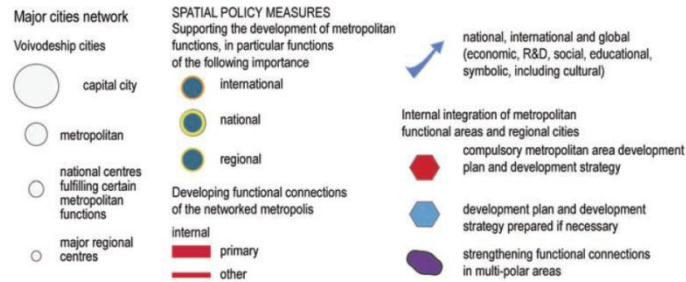 Major cities network
Voivodeship cities
capital city
metropolitan
national centres
fulfilling certain
metropolitan
functions
major regional
centres
SPATIAL POLICY MEASURES
Supporting the development of metropolitan
functions, in particular functions
of the following importance
international
national
regional
Developing functional connections
of the networked metropolis
internal
primary
other
national, international and global
(economic, R&D, social, educational,
symbolic, including cultural)
Internal integration of metropolitan
functional areas and regional cities
compulsory metropolitan area development
plan and development strategy
development plan and development
strategy prepared if necessary
strengthening functional connections
in multi-polar areas